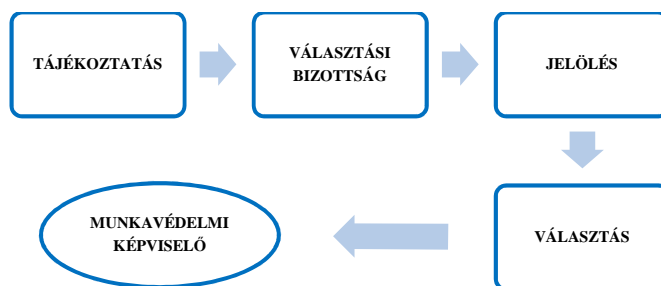 TÁJÉKOZTATÁS
VÁLASZTÁSI
BIZOTTSÁG
JELÖLÉS
VÁLASZTÁS
MUNKAVÉDELMI
KÉPVISELŐ